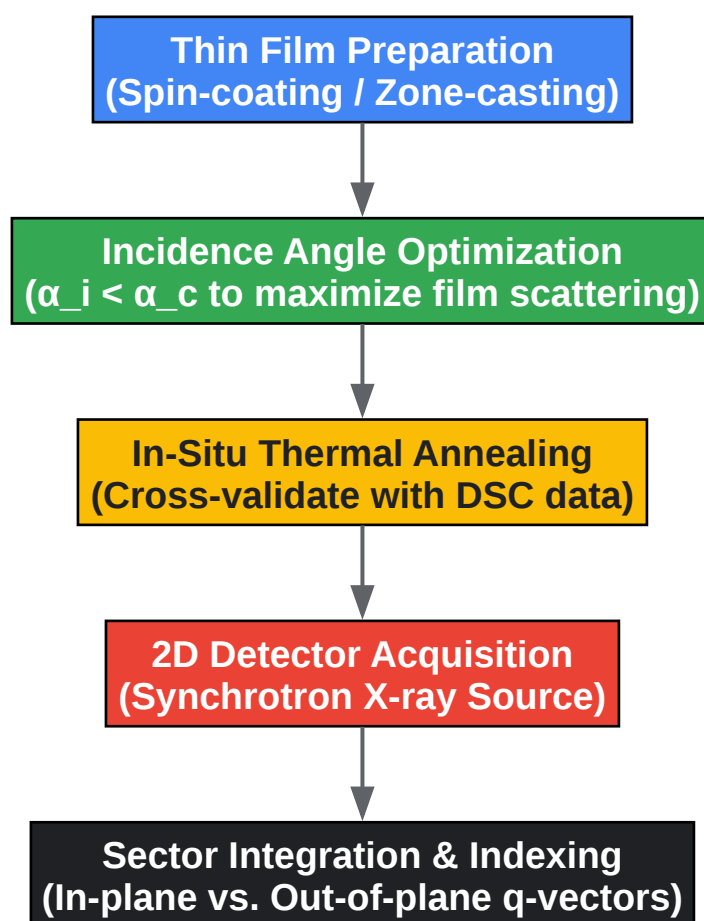 Thin Film Preparation
(Spin-coating / Zone-casting)
Incidence Angle Optimization
(α_i < α_c to maximize film scattering)
In-Situ Thermal Annealing
(Cross-validate with DSC data)
2D Detector Acquisition
(Synchrotron X-ray Source)
Sector Integration & Indexing
(In-plane vs. Out-of-plane q-vectors)